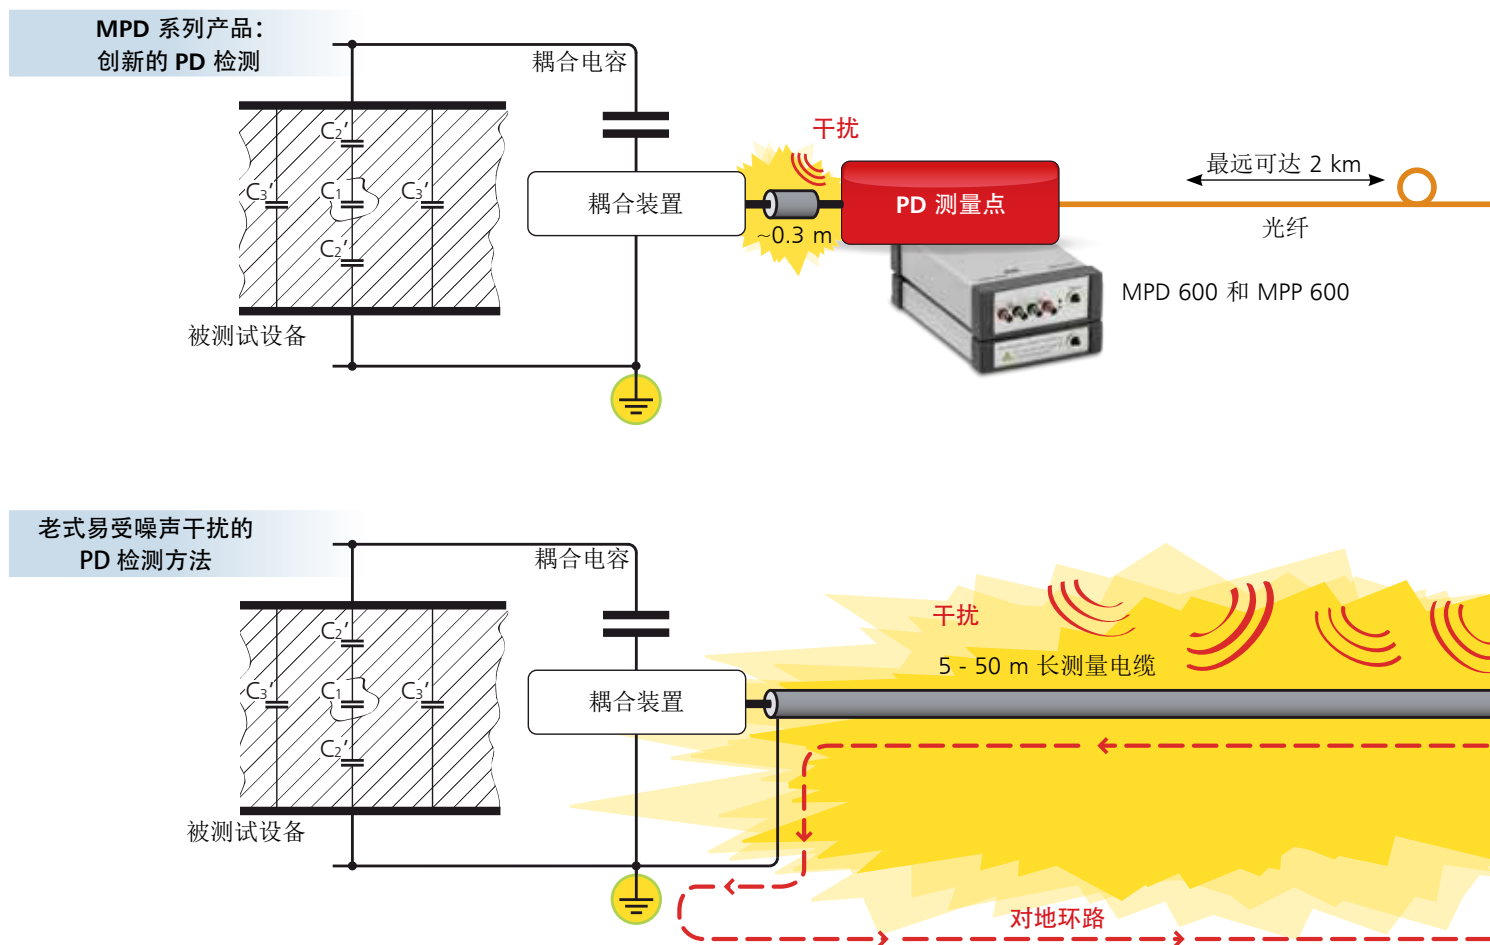 MPD 系列产品：
创新的 PD 检测
耦合电容
C2'
C3'
C1
C3'
C2'
被测试设备
耦合装置
干扰
~0.3 m
PD 测量点
最远可达 2 km
光纤
MPD 600 和 MPP 600
老式易受噪声干扰的
PD 检测方法
耦合电容
C2'
C3'
C1
C3'
C2'
被测试设备
耦合装置
干扰
5 - 50 m 长测量电缆
对地环路